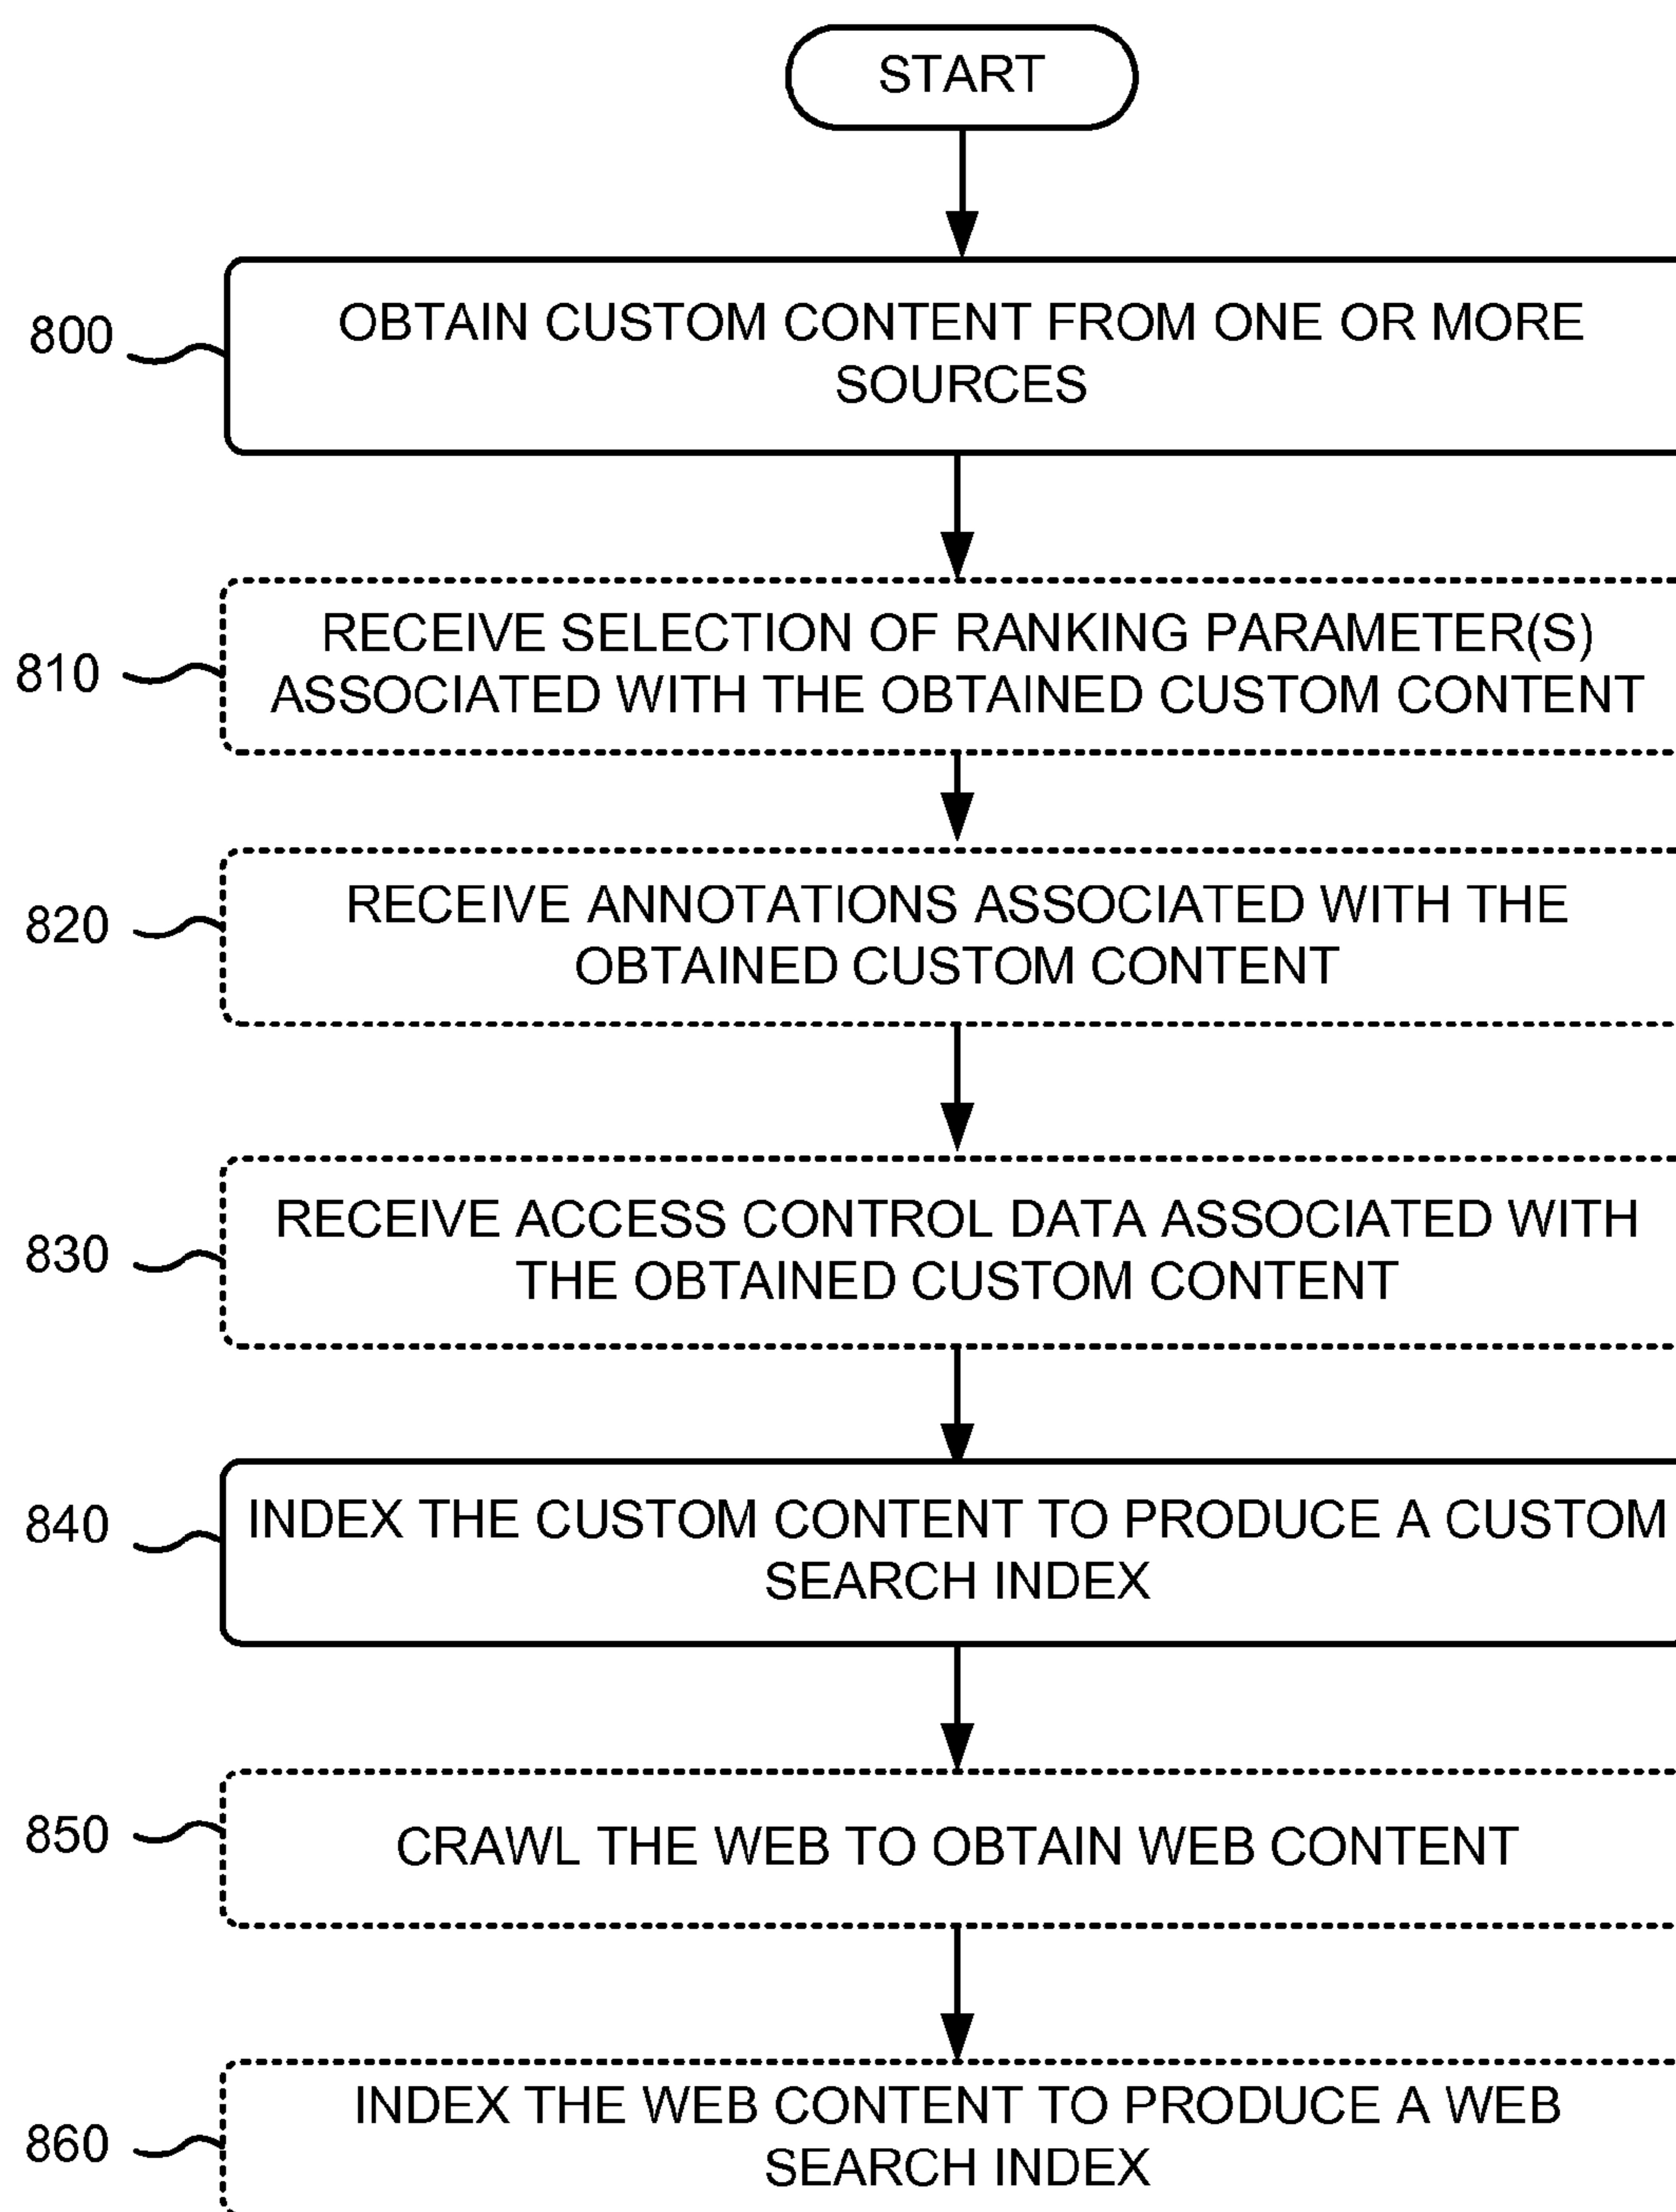 START
800
OBTAIN CUSTOM CONTENT FROM ONE OR MORE
SOURCES
810
RECEIVE SELECTION OF RANKING PARAMETER(S)
ASSOCIATED WITH THE OBTAINED CUSTOM CONTENT
820
RECEIVE ANNOTATIONS ASSOCIATED WITH THE
OBTAINED CUSTOM CONTENT
830
RECEIVE ACCESS CONTROL DATA ASSOCIATED WITH
THE OBTAINED CUSTOM CONTENT
840
INDEX THE CUSTOM CONTENT TO PRODUCE A CUSTOM
SEARCH INDEX
850
CRAWL THE WEB TO OBTAIN WEB CONTENT
860
INDEX THE WEB CONTENT TO PRODUCE A WEB
SEARCH INDEX